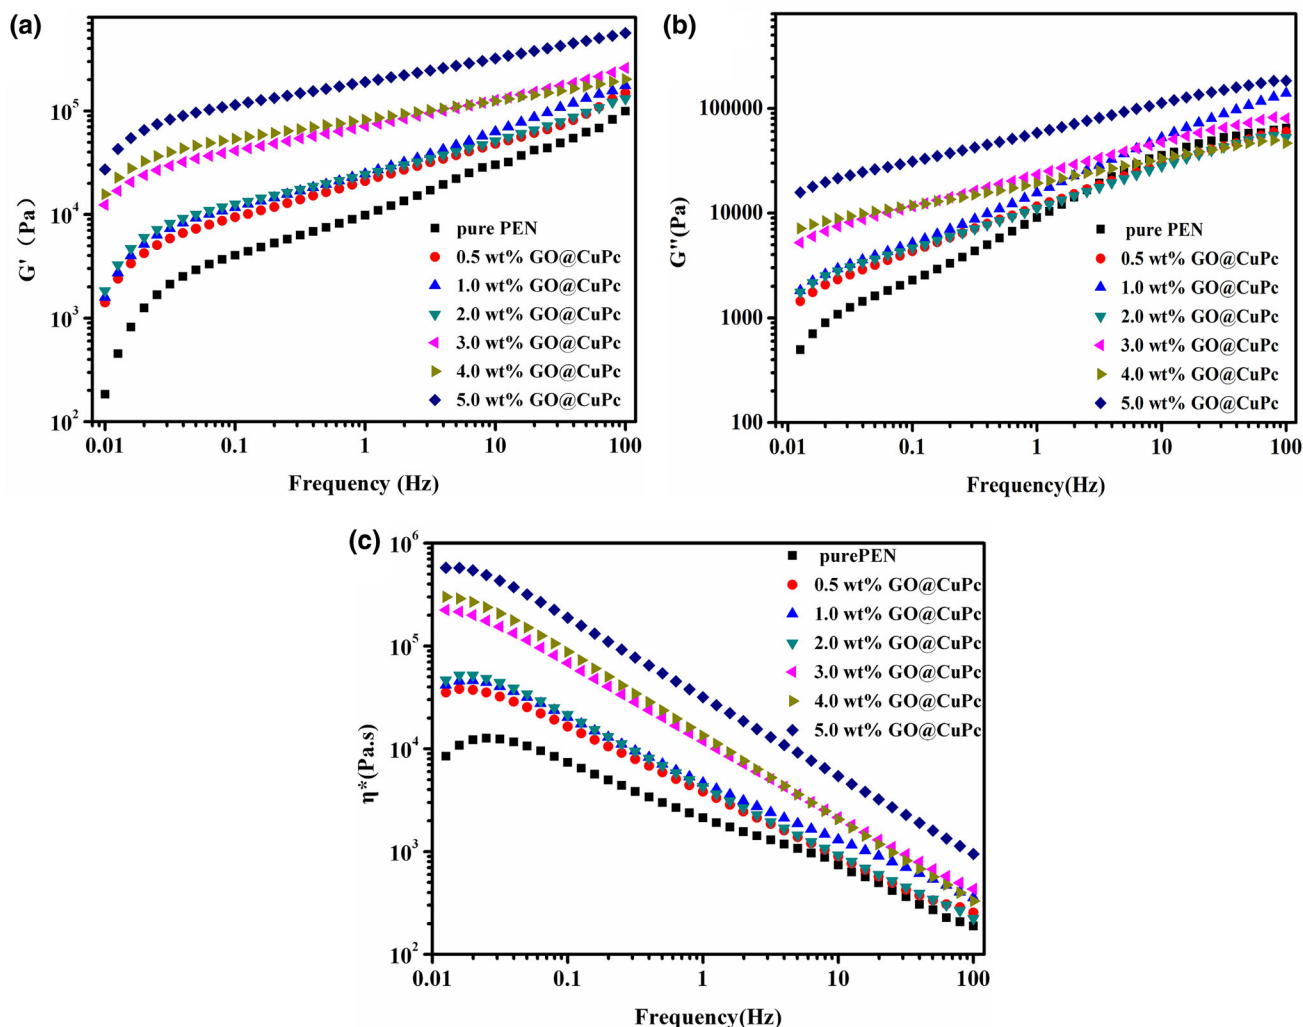 (a)
G' (Pa)
10^5
10^4
10^3
10^2
0.01 0.1 1 10 100
Frequency (Hz)
pure PEN
0.5 wt% GO@CuPc
1.0 wt% GO@CuPc
2.0 wt% GO@CuPc
3.0 wt% GO@CuPc
4.0 wt% GO@CuPc
5.0 wt% GO@CuPc
(b)
G''(Pa)
100000
10000
1000
100
0.01 0.1 1 10 100
Frequency(Hz)
pure PEN
0.5 wt% GO@CuPc
1.0 wt% GO@CuPc
2.0 wt% GO@CuPc
3.0 wt% GO@CuPc
4.0 wt% GO@CuPc
5.0 wt% GO@CuPc
(c)
η*(Pa.s)
10^6
10^5
10^4
10^3
10^2
0.01 0.1 1 10 100
Frequency(Hz)
purePEN
0.5 wt% GO@CuPc
1.0 wt% GO@CuPc
2.0 wt% GO@CuPc
3.0 wt% GO@CuPc
4.0 wt% GO@CuPc
5.0 wt% GO@CuPc